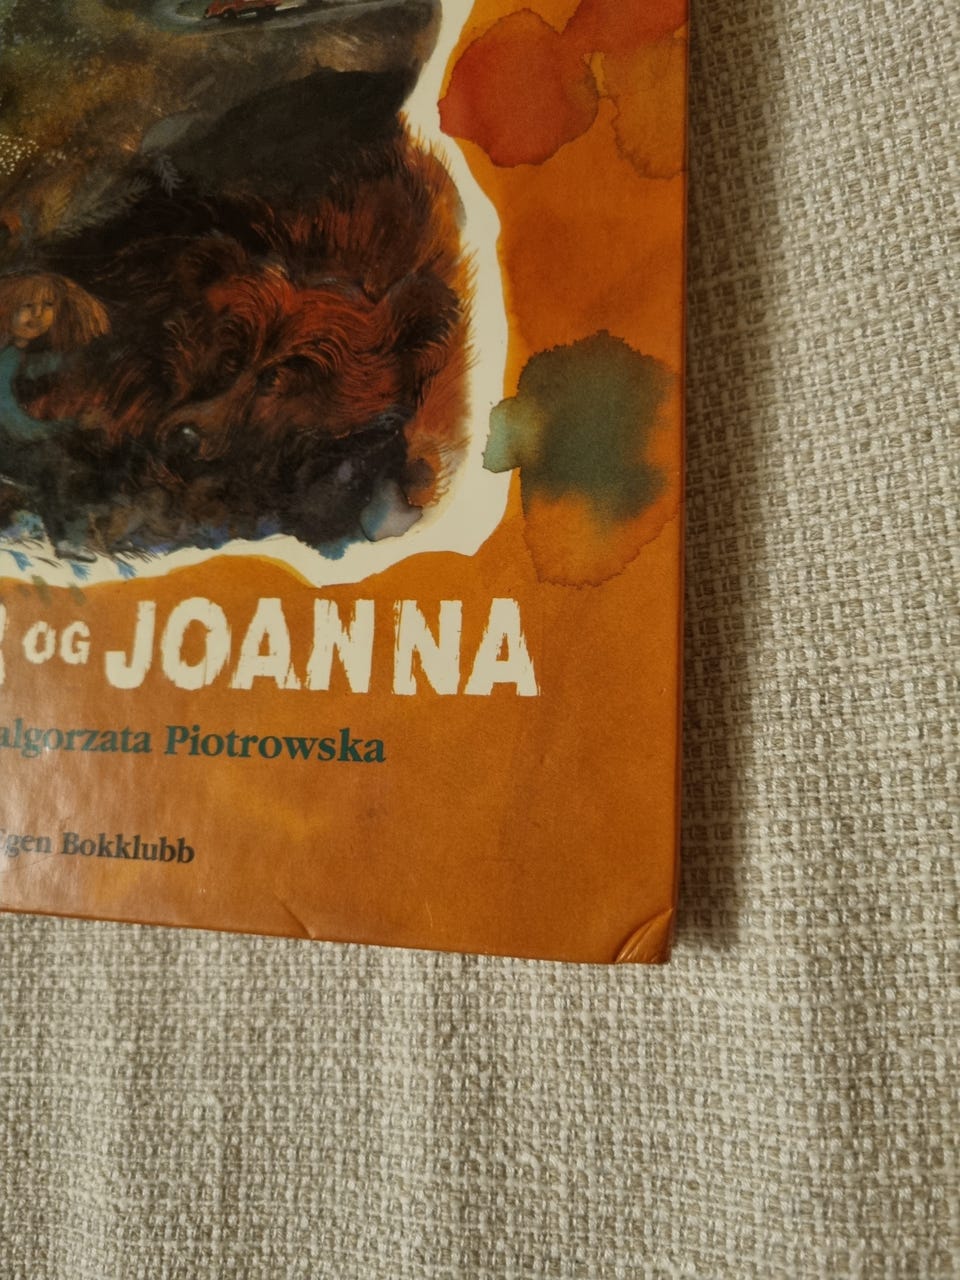 OG JOANNA
algorzata Piotrowska
gen Bokklubb